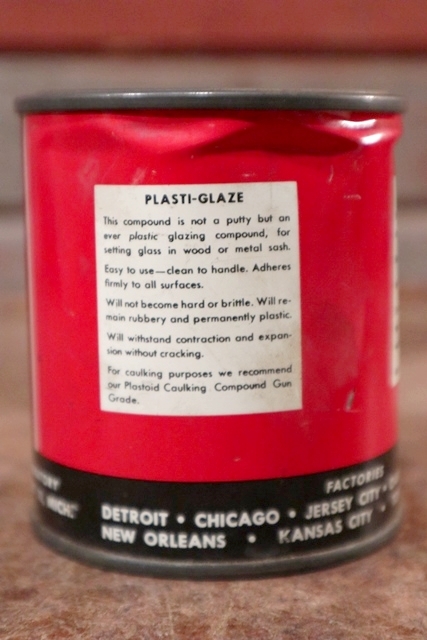 PLASTI-GLAZE
This compound is not a putty but an
ever plastic glazing compound, for
setting glass in wood or metal sash.
Easy to use—clean to handle. Adheres
firmly to all surfaces.
Will not become hard or brittle. Will re-
main rubbery and permanently plastic.
Will withstand contraction and expan-
sion without cracking.
For caulking purposes we recommend
our Plastoid Caulking Compound Gun
Grade.
FACTORIES
MICH.
DETROIT • CHICAGO • JERSEY CITY •
NEW ORLEANS • KANSAS CITY •